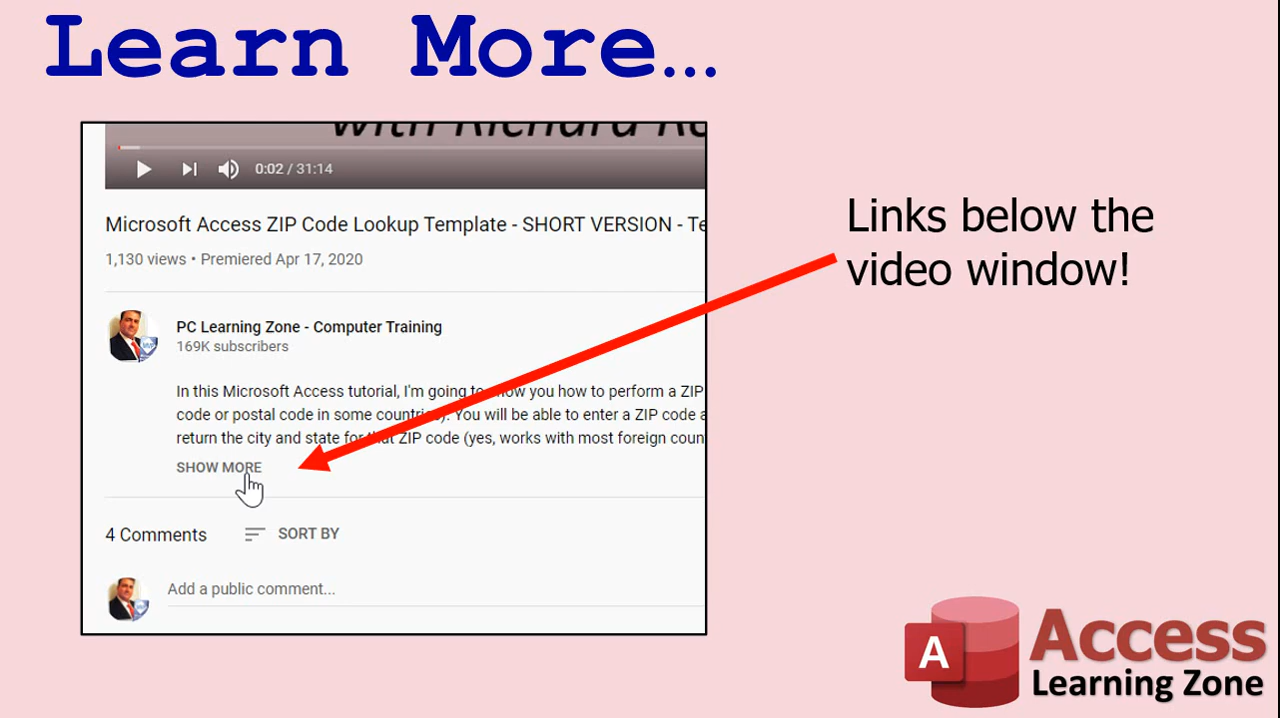 Learn More...
with Richard
0:02 / 31:14
Microsoft Access ZIP Code Lookup Template - SHORT VERSION - Te
1,130 views • Premiered Apr 17, 2020
Links below the
video window!
PC Learning Zone - Computer Training
169K subscribers
MVP
In this Microsoft Access tutorial, I'm going to show you how to perform a ZIP
code or postal code in some countries). You will be able to enter a ZIP code a
return the city and state for that ZIP code (yes, works with most foreign coun
SHOW MORE
4 Comments
SORT BY
Add a public comment...
A
Access
Learning Zone